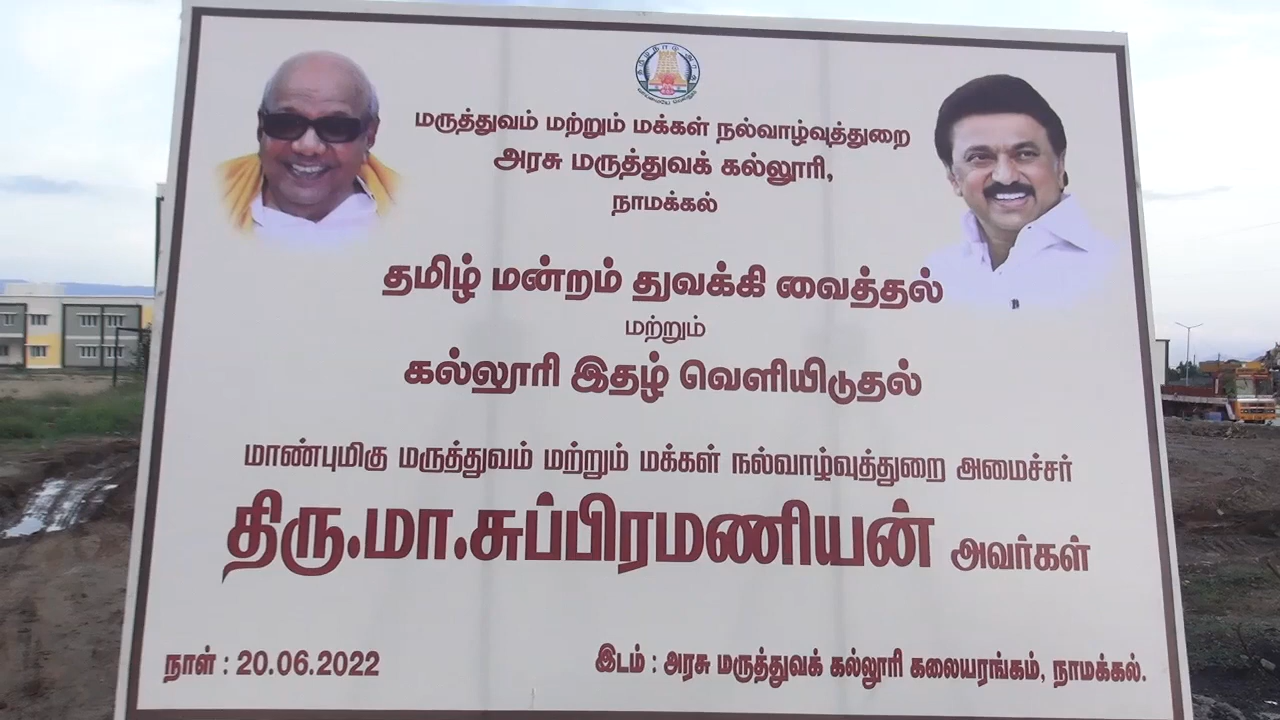 மருத்துவம் மற்றும் மக்கள் நல்வாழ்வுத்துறை
அரசு மருத்துவக் கல்லூரி,
நாமக்கல்
தமிழ் மன்றம் துவக்கி வைத்தல்
மற்றும்
கல்லூரி இதழ் வெளியிடுதல்
மாண்புமிகு மருத்துவம் மற்றும் மக்கள் நல்வாழ்வுத்துறை அமைச்சர்
திரு.மா.சுப்பிரமணியன் அவர்கள்
நாள் : 20.06.2022
இடம் : அரசு மருத்துவக் கல்லூரி கலையரங்கம், நாமக்கல்.